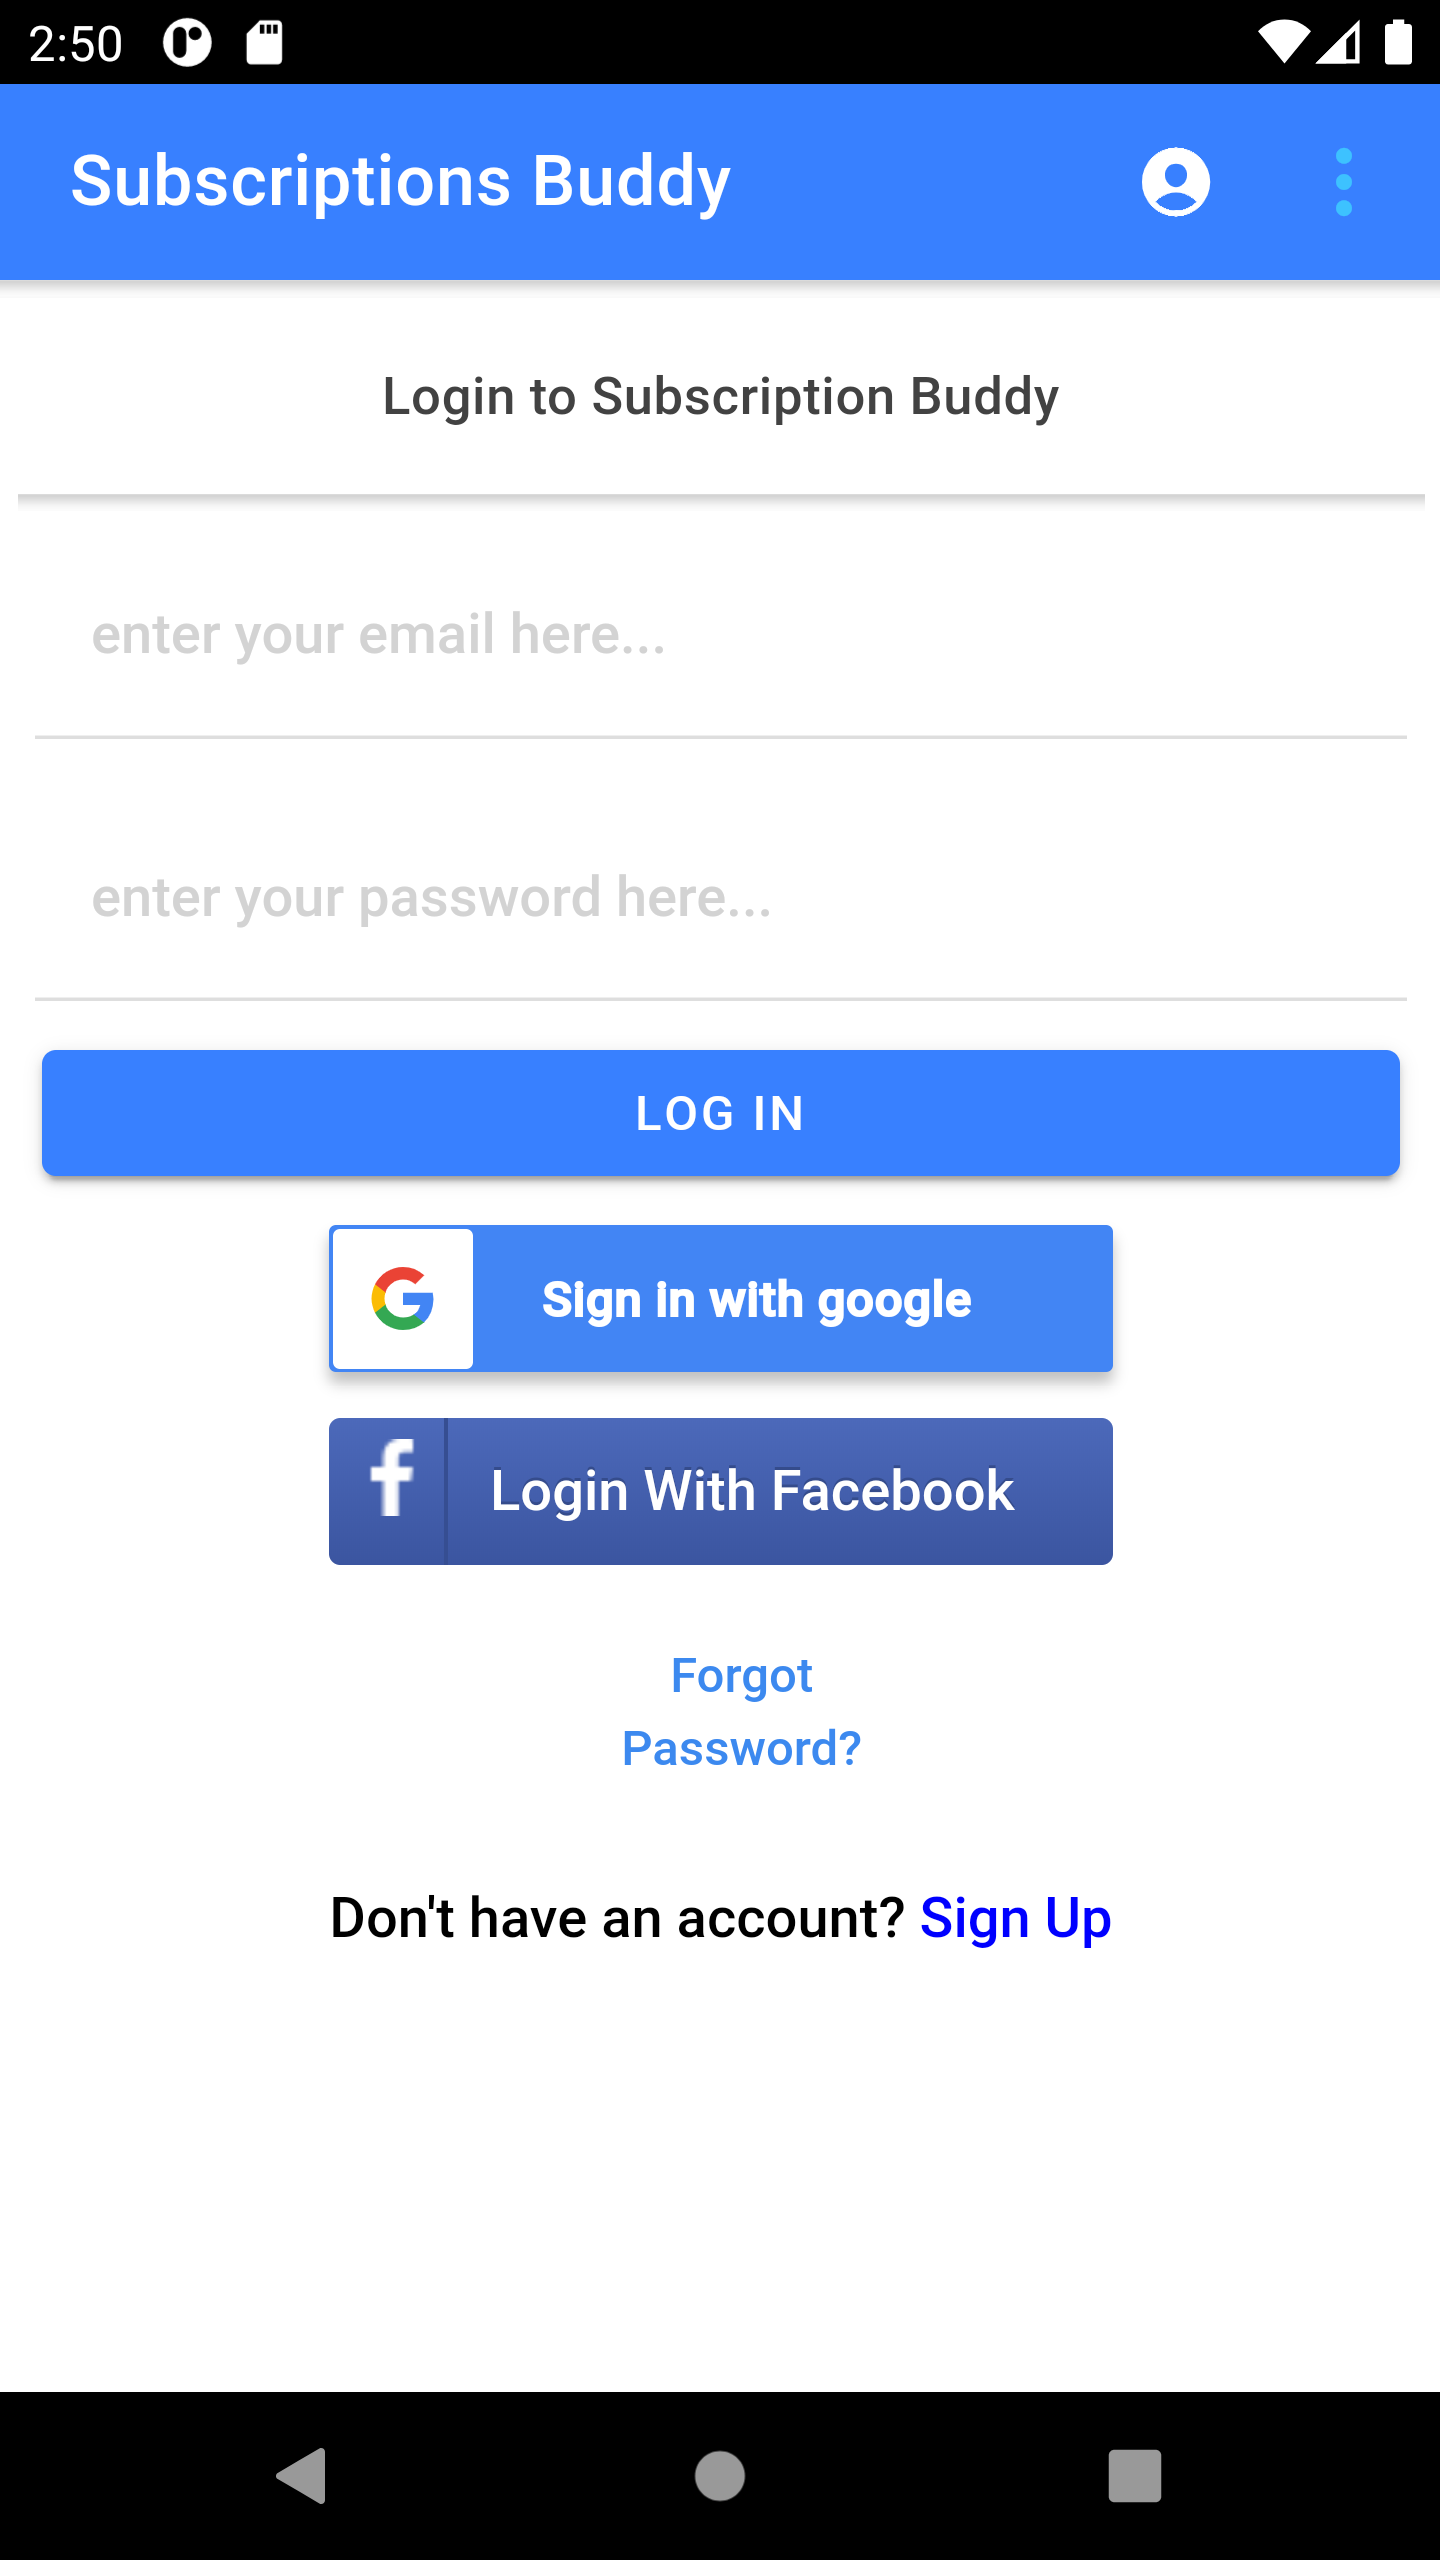 2:50
Subscriptions Buddy
Login to Subscription Buddy
enter your email here...
enter your password here...
LOG IN
Sign in with google
Login With Facebook
Forgot
Password?
Don't have an account? Sign Up